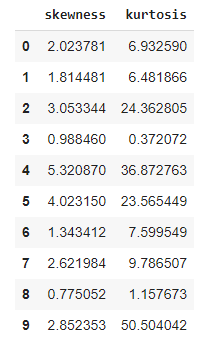 skewness kurtosis
0 2.023781 6.932590
1 1.814481 6.481866
2 3.053344 24.362805
3 0.988460 0.372072
4 5.320870 36.872763
5 4.023150 23.565449
6 1.343412 7.599549
7 2.621984 9.786507
8 0.775052 1.157673
9 2.852353 50.504042